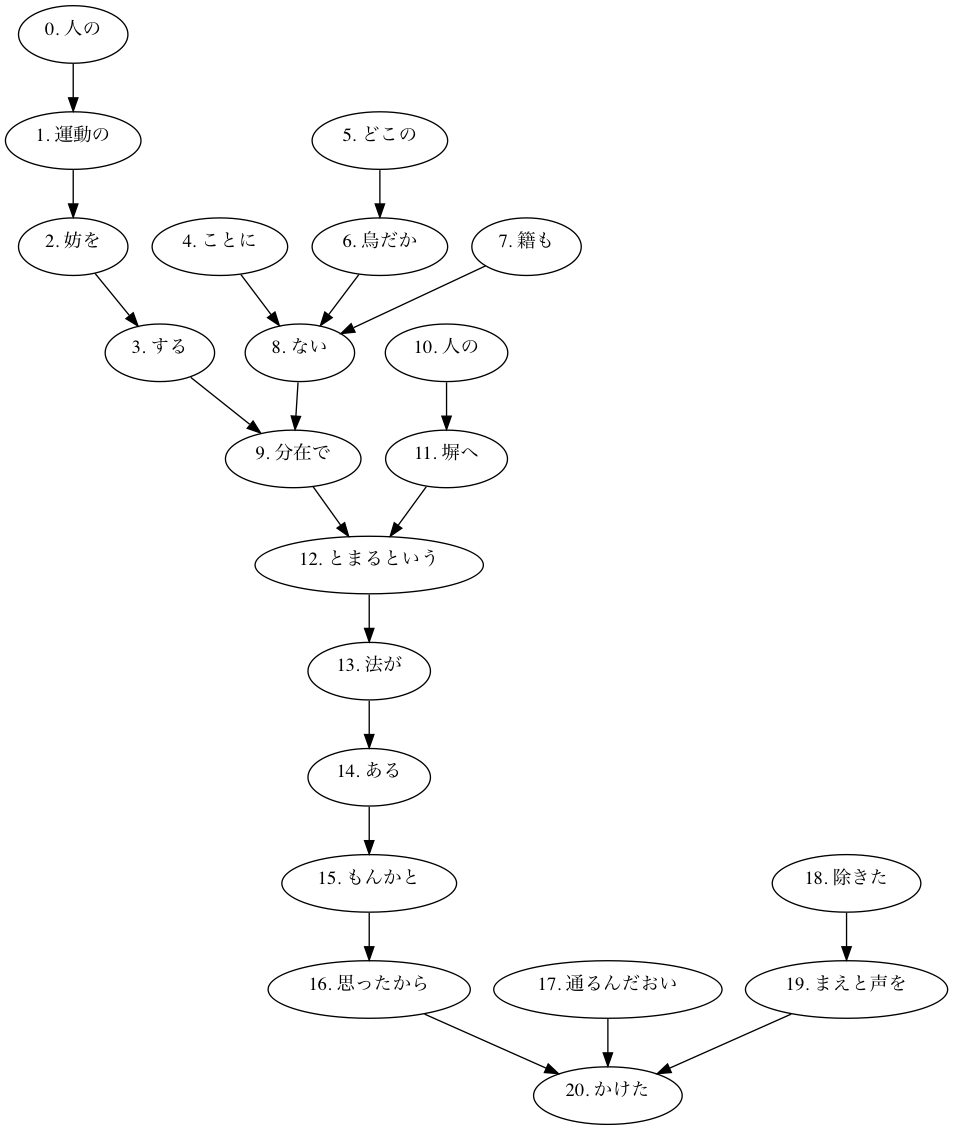 0. 人の
1. 運動の
2. 妨を
3. する
4. ことに
5. どこの
6. 烏だか
7. 籍も
8. ない
9. 分在で
10. 人の
11. 塀へ
12. とまるという
13. 法が
14. ある
15. もんかと
16. 思ったから
17. 通るんだおい
18. 除きた
19. まえと声を
20. かけた